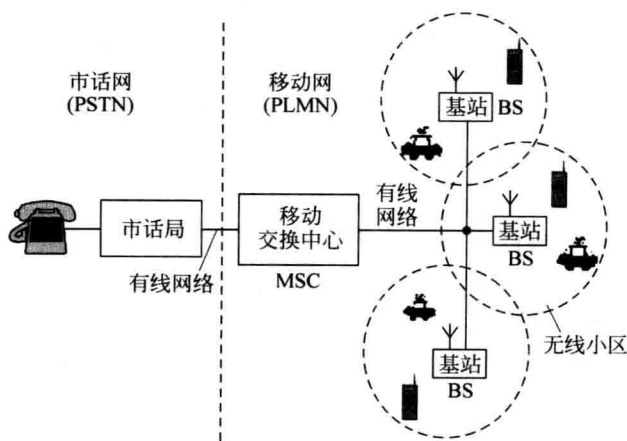 市话网
(PSTN)
移动网
(PLMN)
基站
BS
有线
网络
市话局
移动
交换中心
基站
BS
有线网络
MSC
无线小区
基站
BS